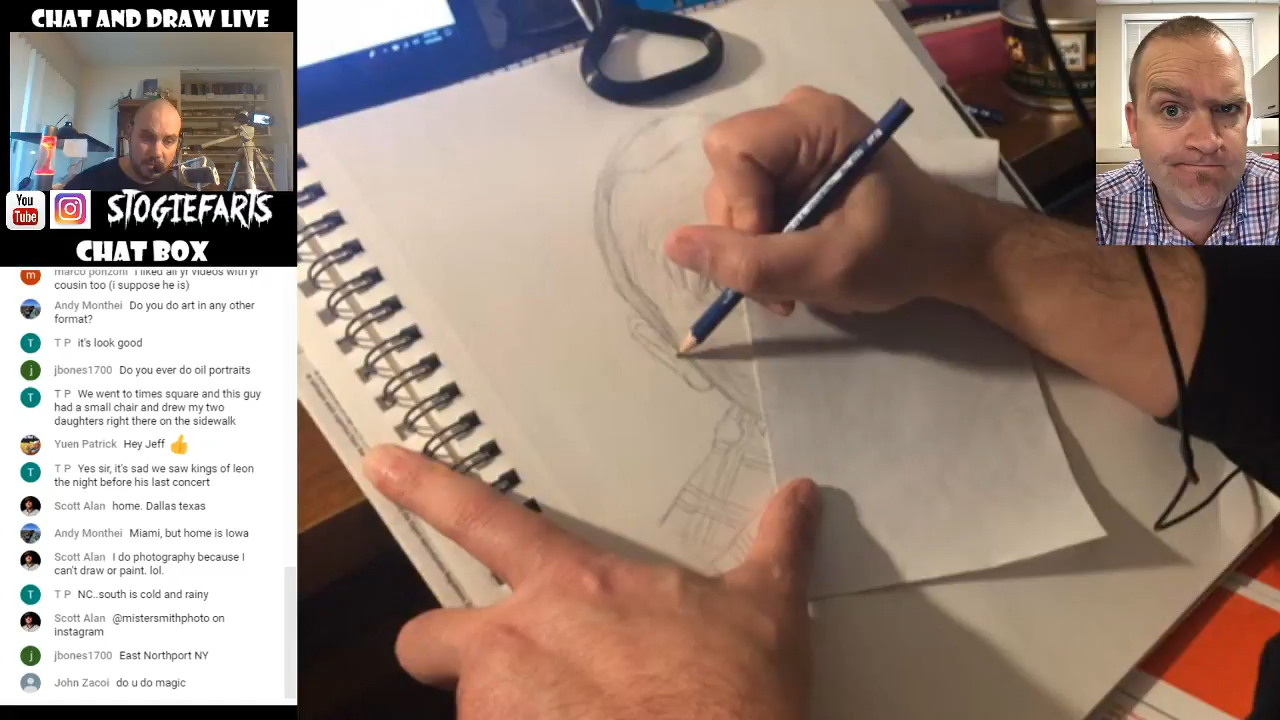 CHAT AND DRAW LIVE
You
Tube
STOGIEFARTS
CHAT BOX
m marco ponzoni I liked all yr videos with yr
cousin too (i suppose he is)
Andy Monthei Do you do art in any other
format?
T T P it's look good
j jbones1700 Do you ever do oil portraits
T T P We went to times square and this guy
had a small chair and drew my two
daughters right there on the sidewalk
Yuen Patrick Hey Jeff 👍
T T P Yes sir, it's sad we saw kings of leon
the night before his last concert
Scott Alan home. Dallas texas
Andy Monthei Miami, but home is Iowa
Scott Alan I do photography because I
can't draw or paint. lol.
T T P NC..south is cold and rainy
Scott Alan @mistersmithphoto on
instagram
j jbones1700 East Northport NY
John Zacoi do u do magic